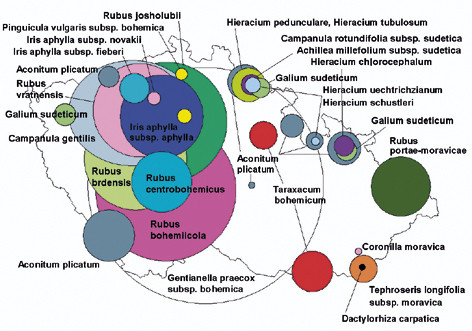 Rubus josholubii
Pinguicula vulgaris subsp. bohemica
Iris aphylla subsp. novakii
Iris aphylla subsp. fieberi
Aconitum plicatum
Rubus
vratnensis
Galium sudeticum
Campanula gentilis
Iris aphylla
subsp. aphylla
Rubus
brdensis
Rubus
centrobohemicus
Rubus
bohemiicola
Aconitum plicatum
Gentianella praecox
subsp. bohemica
Hieracium pedunculare, Hieracium tubulosum
Campanula rotundifolia subsp. sudetica
Achillea millefolium subsp. sudetica
Hieracium chlorocephalum
Galium sudeticum
Hieracium uechtrizianum
Hieracium schustleri
Galium sudeticum
Rubus
portae-moravicae
Aconitum
plicatum
Taraxacum
bohemicum
Coronilla moravica
Tephroseris longifolia
subsp. moravica
Dactylorhiza carpatica